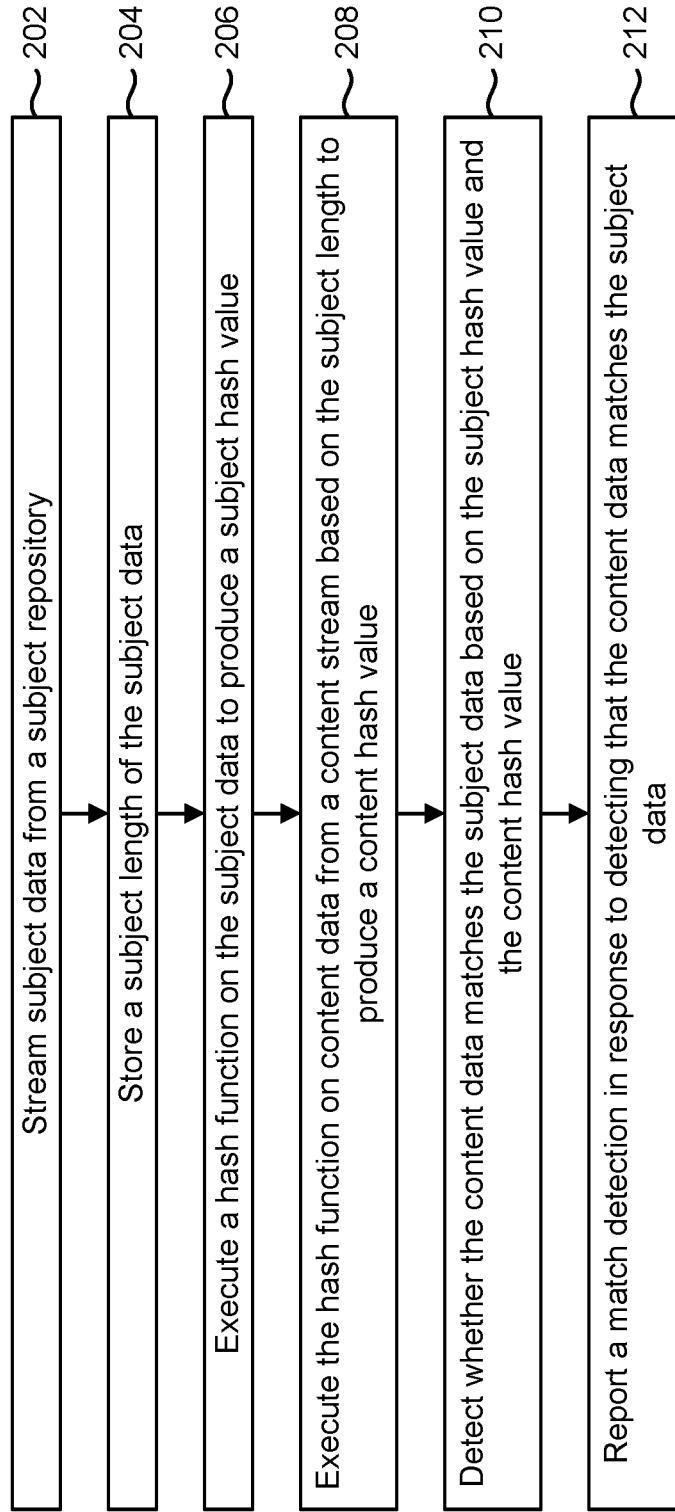 Stream subject data from a subject repository
202
Store a subject length of the subject data
204
Execute a hash function on the subject data to produce a subject hash value
206
Execute the hash function on content data from a content stream based on the subject length to
produce a content hash value
208
Detect whether the content data matches the subject data based on the subject hash value and
the content hash value
210
Report a match detection in response to detecting that the content data matches the subject
data
212